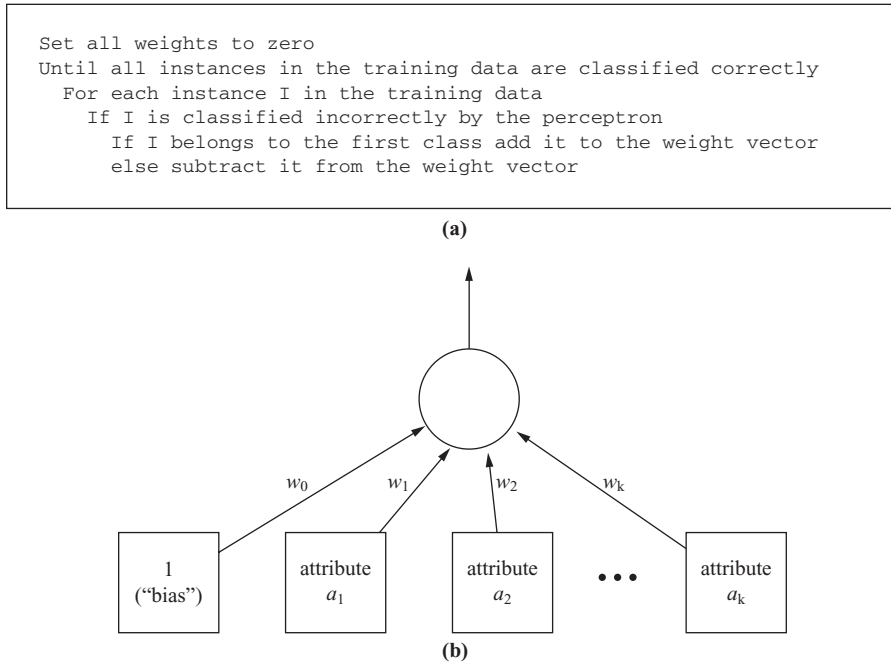 Set all weights to zero
Until all instances in the training data are classified correctly
For each instance I in the training data
If I is classified incorrectly by the perceptron
If I belongs to the first class add it to the weight vector
else subtract it from the weight vector
(a)
w0 w1 w2 wk
1
(“bias”)
attribute
a1
attribute
a2
attribute
ak
(b)